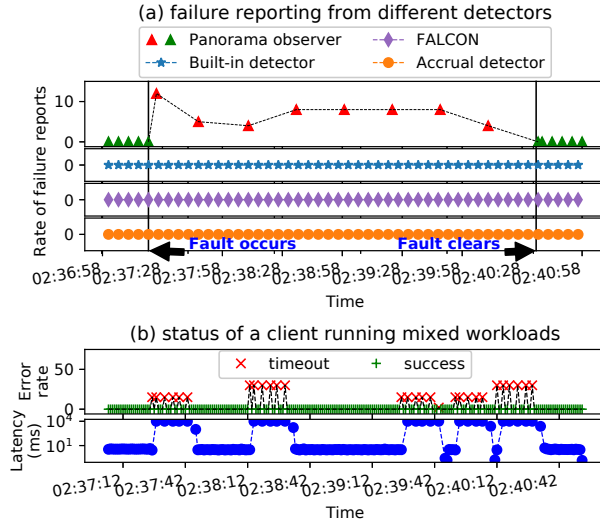 (a) failure reporting from different detectors
Panorama observer
FALCON
Built-in detector
Accrual detector
Rate of failure reports
10
0
0
0
0
Fault occurs
Fault clears
02:36:58
02:37:28
02:37:58
02:38:28
02:38:58
02:39:28
02:39:58
02:40:28
02:40:58
Time
(b) status of a client running mixed workloads
timeout
success
Error
rate
50
0
Latency
(ms)
10^4
10^1
02:37:12
02:37:42
02:38:12
02:38:42
02:39:12
02:39:42
02:40:12
02:40:42
Time